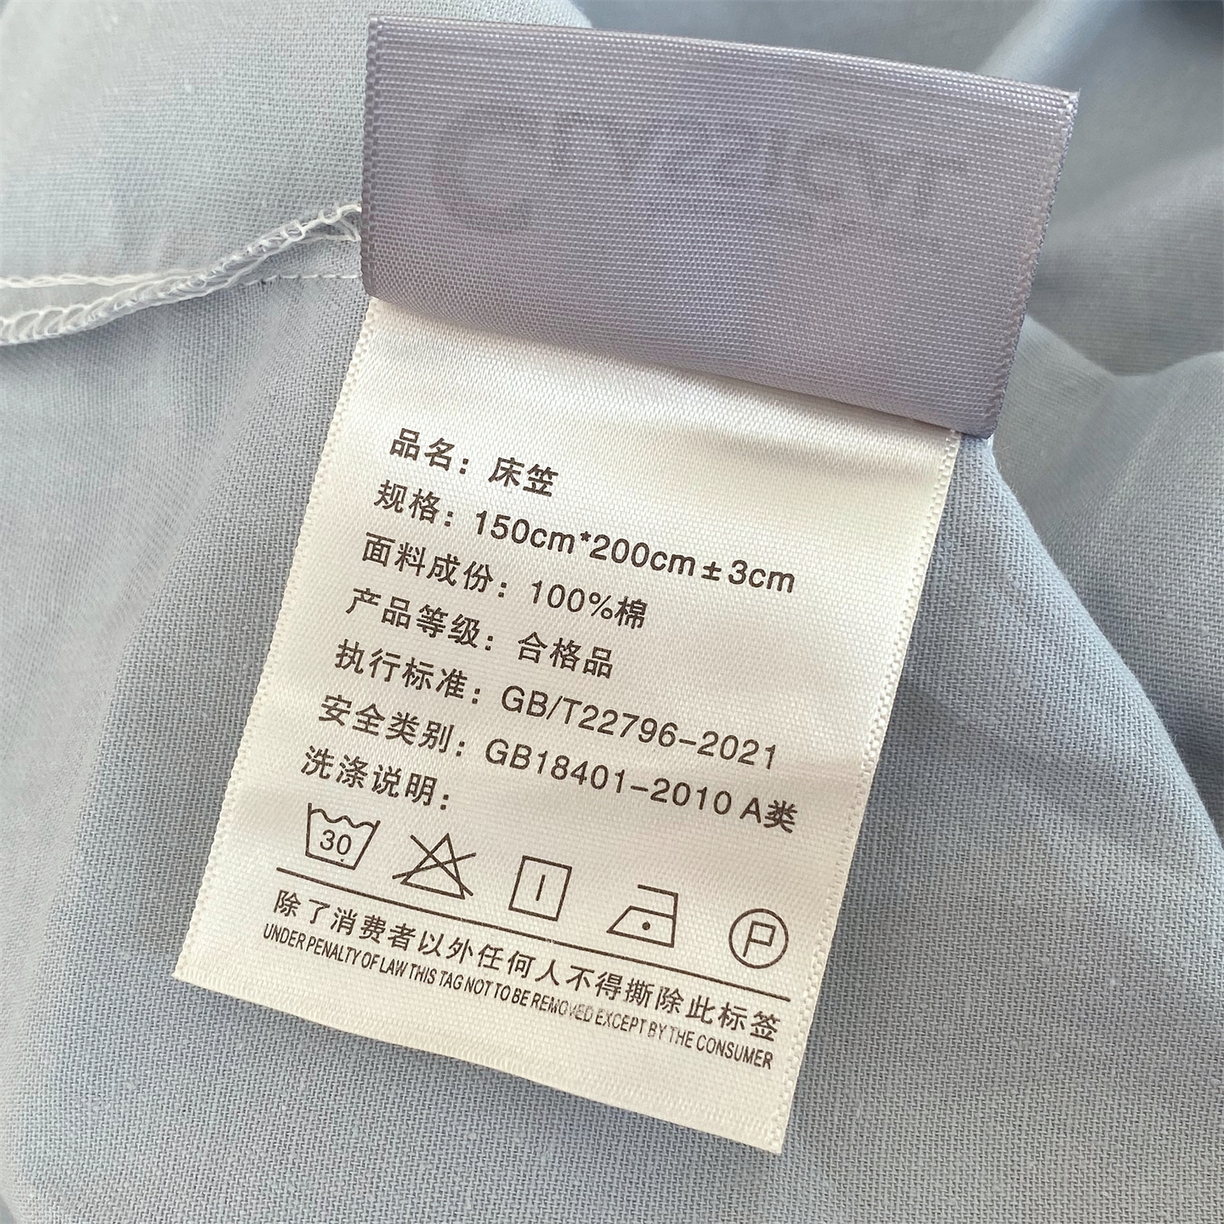 品名：床笠
规格：150cm*200cm±3cm
面料成份：100%棉
产品等级：合格品
执行标准：GB/T22796-2021
安全类别：GB18401-2010 A类
洗涤说明：
30
P
除了消费者以外任何人不得撕除此标签
UNDER PENALTY OF LAW THIS TAG NOT TO BE REMOVED EXCEPT BY THE CONSUMER